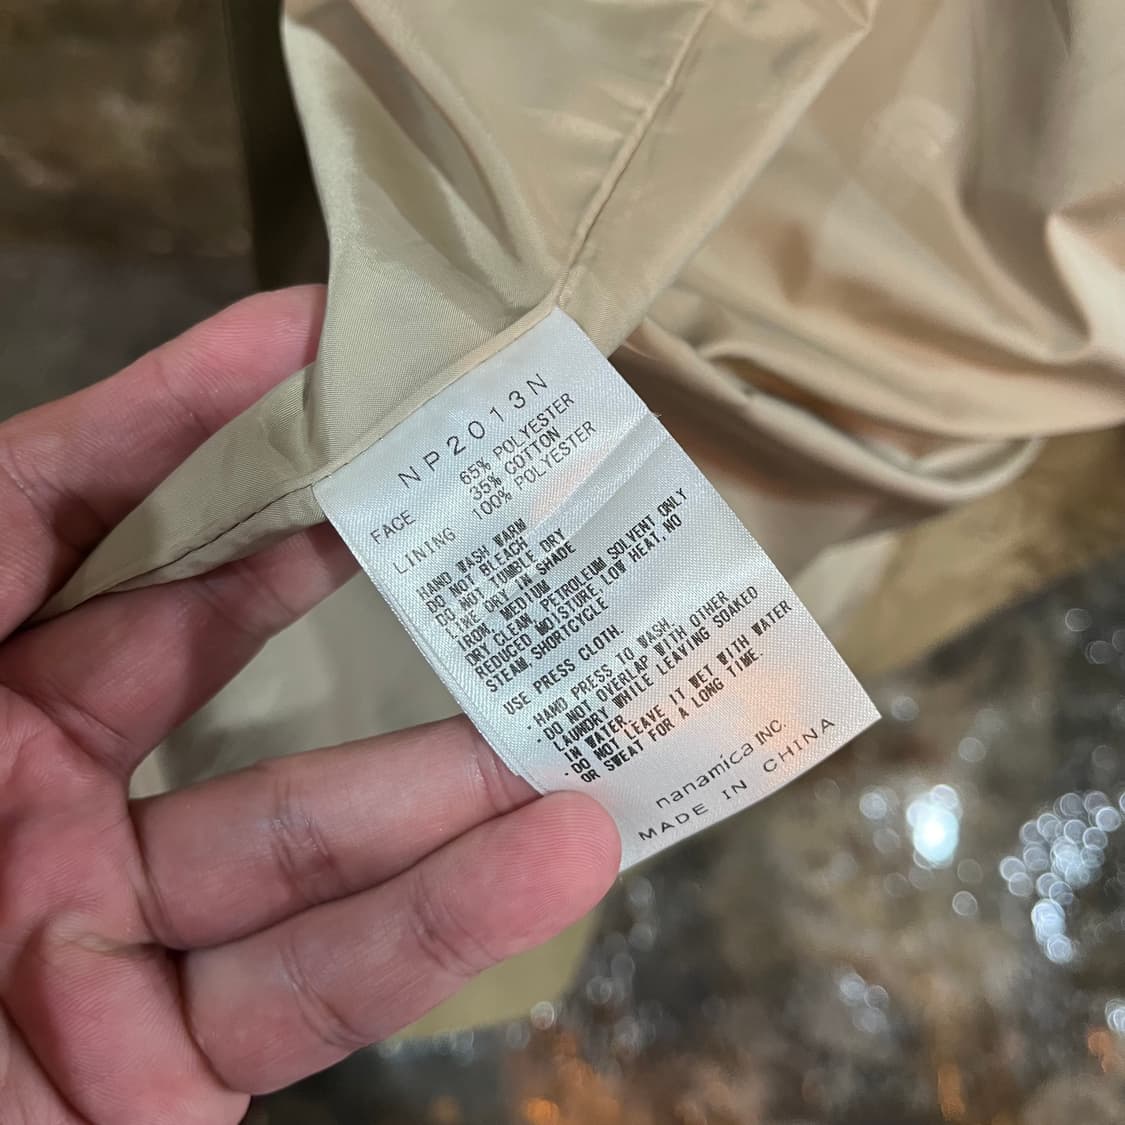 NP2013N
FACE 65% POLYESTER
35% COTTON
LINING 100% POLYESTER
HAND WASH WARM
DO NOT BLEACH
DO NOT TUMBLE DRY
LINE DRY IN SHADE
IRON MEDIUM
DRY CLEAN, PETROLEUM SOLVENT ONLY
REDUCED MOISTURE, LOW HEAT, NO
STEAM, SHORTCYCLE
USE PRESS CLOTH.
・HAND PRESS TO WASH.
・DO NOT OVERLAP WITH OTHER
LAUNDRY WHILE LEAVING SOAKED
IN WATER.
・DO NOT LEAVE IT WET WITH WATER
OR SWEAT FOR A LONG TIME.
nanamica INC.
MADE IN CHINA